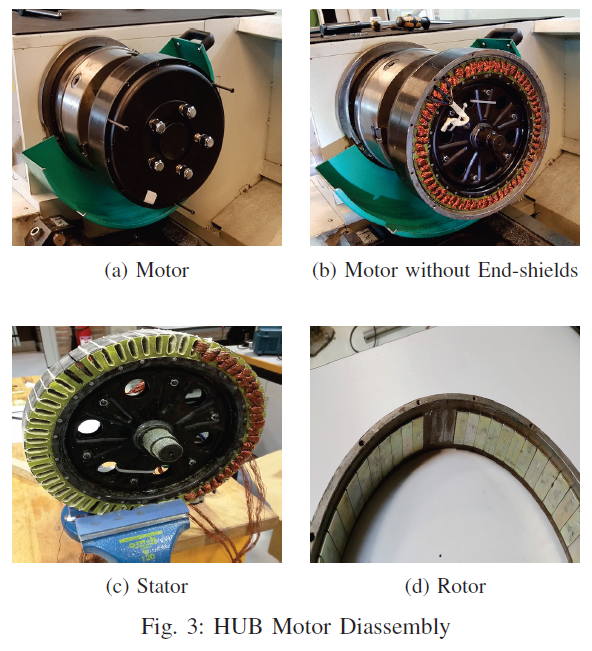 (a) Motor
(b) Motor without End-shields
(c) Stator
(d) Rotor
Fig. 3: HUB Motor Diassembly